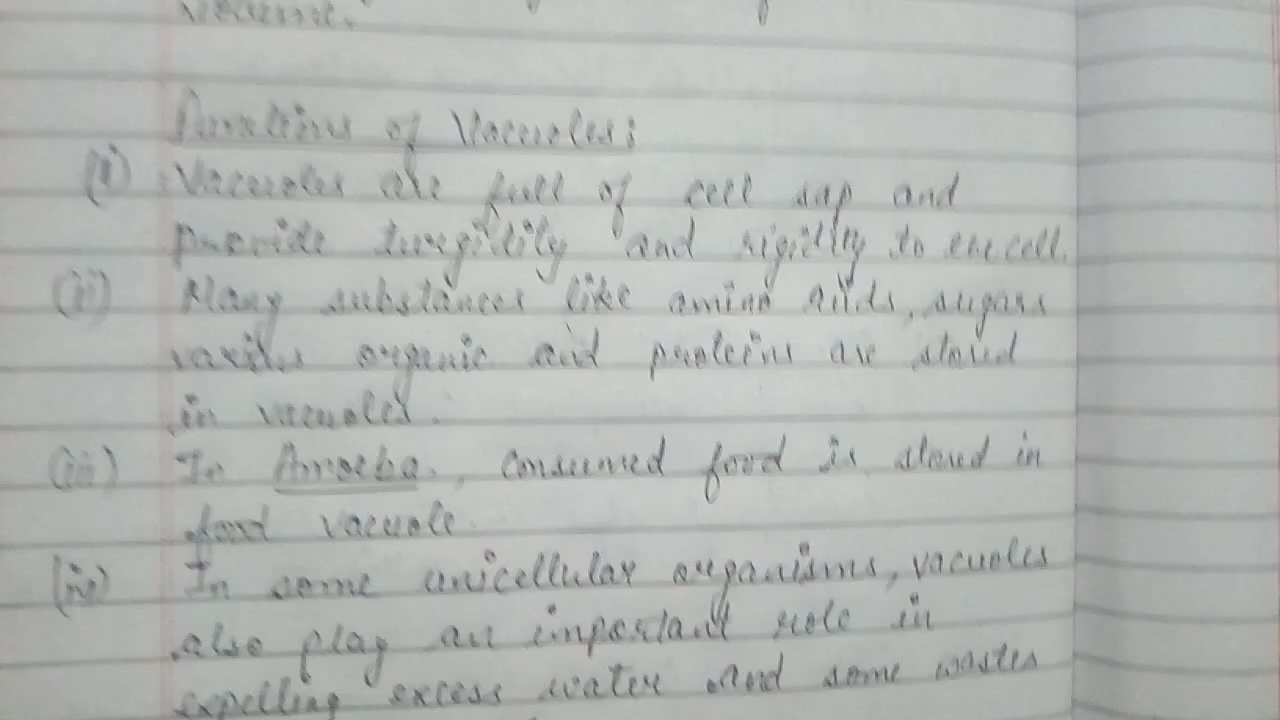 Functions of Vacuoles:
(i) Vacuoles are full of cell sap and
provide turgidity and rigidity to the cell.
(ii) Many substances like amino acids, sugars
various organic and proteins are stored
in vacuoles.
(iii) In Amoeba, consumed food is stored in
food vacuole.
(iv) In some unicellular organisms, vacuoles
also play an important role in
expelling excess water and some wastes